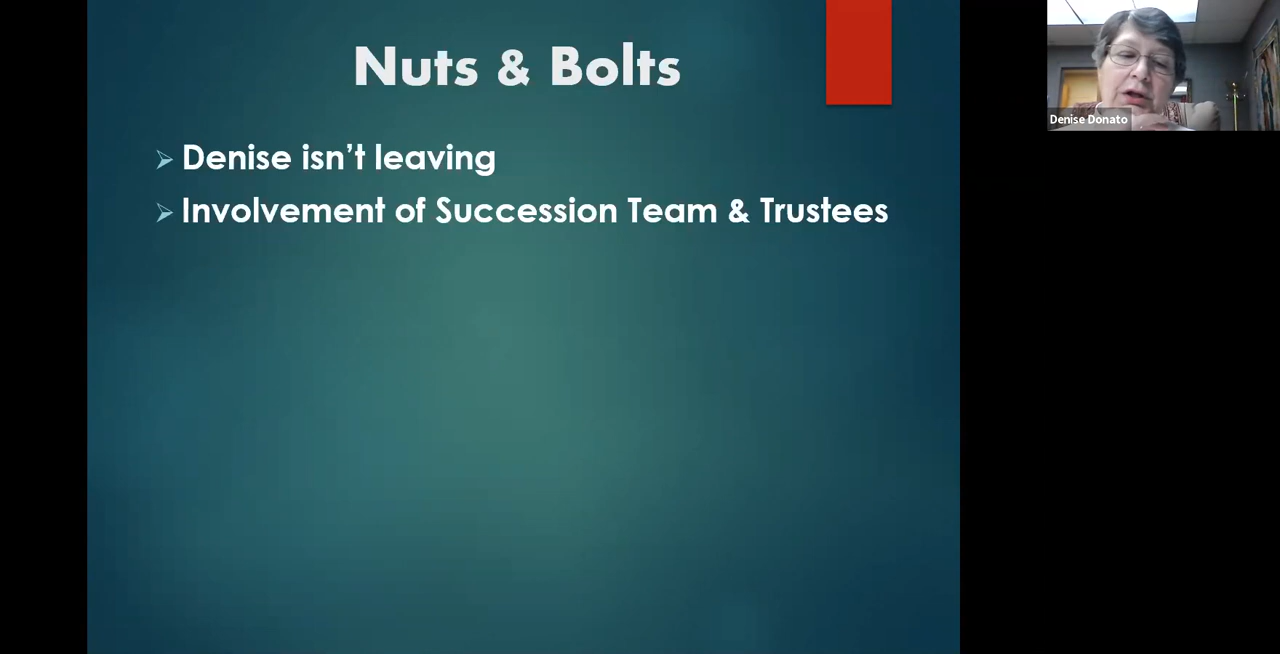 Nuts & Bolts
Denise isn’t leaving
Involvement of Succession Team & Trustees
Denise Donato